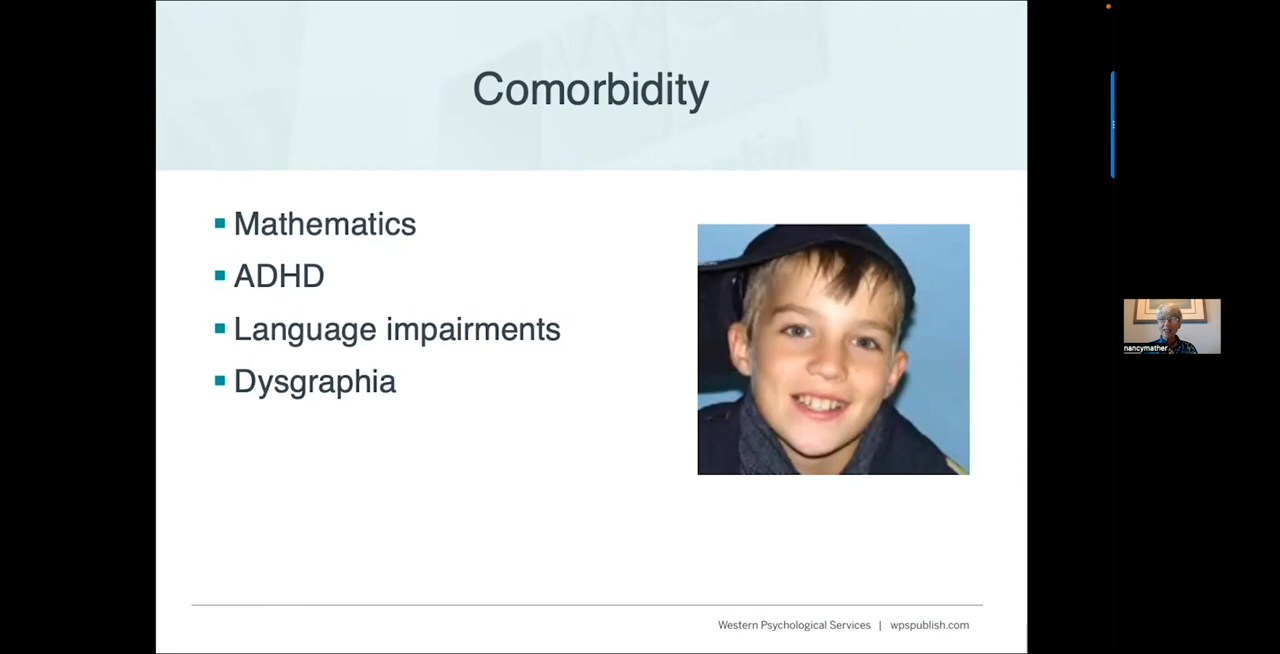 Comorbidity
Mathematics
ADHD
Language impairments
Dysgraphia
nancymather
Western Psychological Services | wpspublish.com